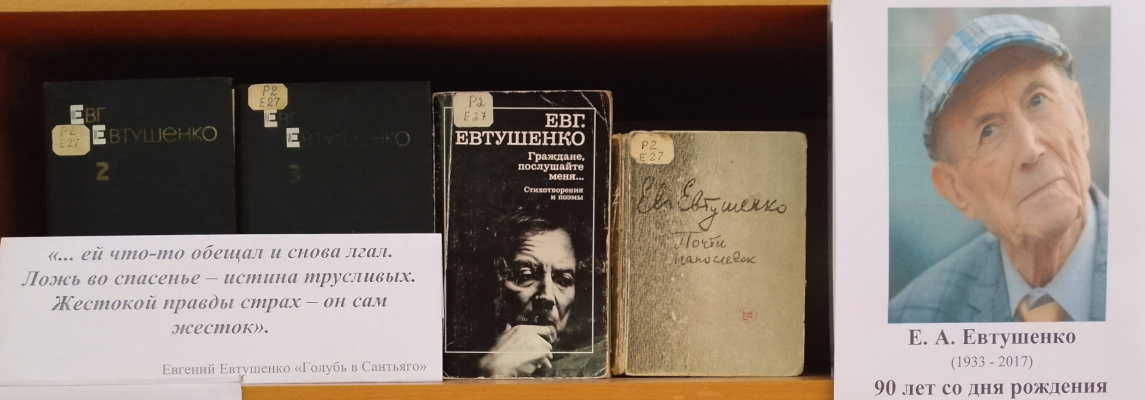 Евг
Евтушенко
Р2
Е27
2
Р2
Е27
Ев
Евтушенко
3
Р2
Е27
ЕВГ.
ЕВТУШЕНКО
Граждане,
послушайте
меня...
Стихотворения
и поэмы
Р2
Е27
Евг. Евтушенко
Почти
напоследок
«... ей что-то обещал и снова лгал.
Ложь во спасенье – истина трусливых.
Жестокой правды страх – он сам
жесток».
Евгений Евтушенко «Голубь в Сантьяго»
Е. А. Евтушенко
(1933 - 2017)
90 лет со дня рождения